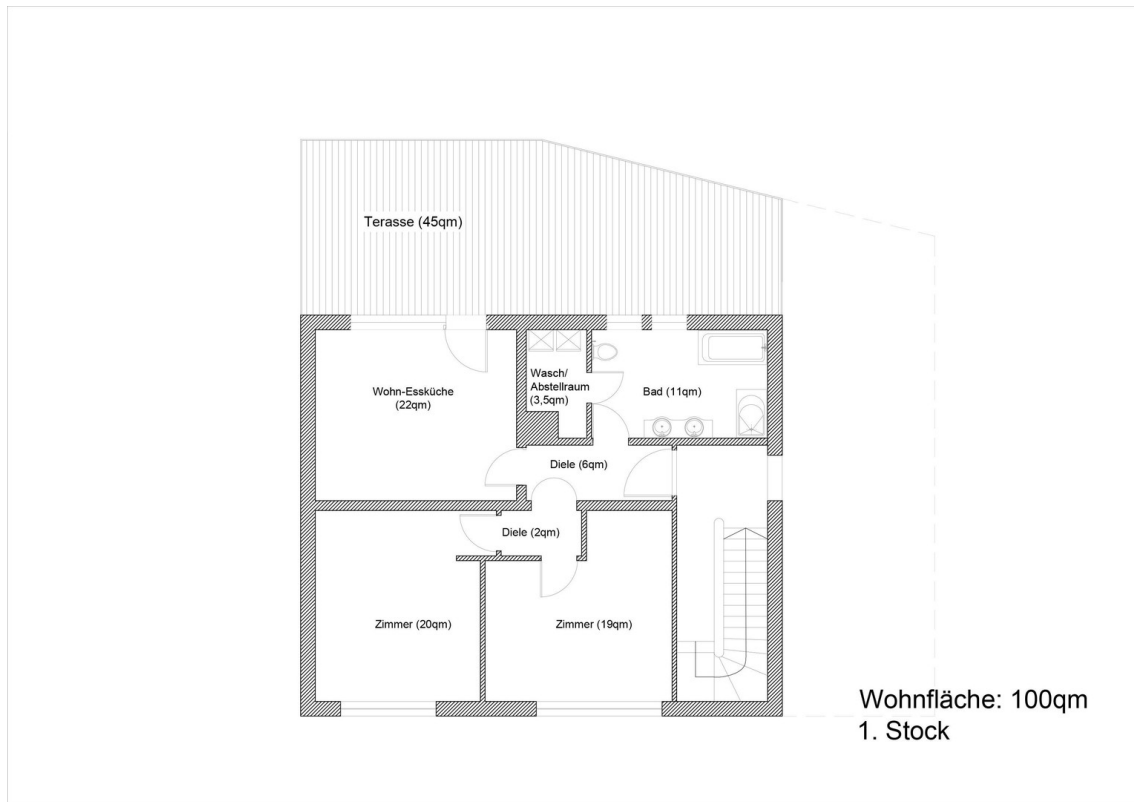 Terasse (45qm)
Wohn-Essküche
(22qm)
Wasch/
Abstellraum
(3,5qm)
Bad (11qm)
Diele (6qm)
Diele (2qm)
Zimmer (20qm)
Zimmer (19qm)
Wohnfläche: 100qm
1. Stock